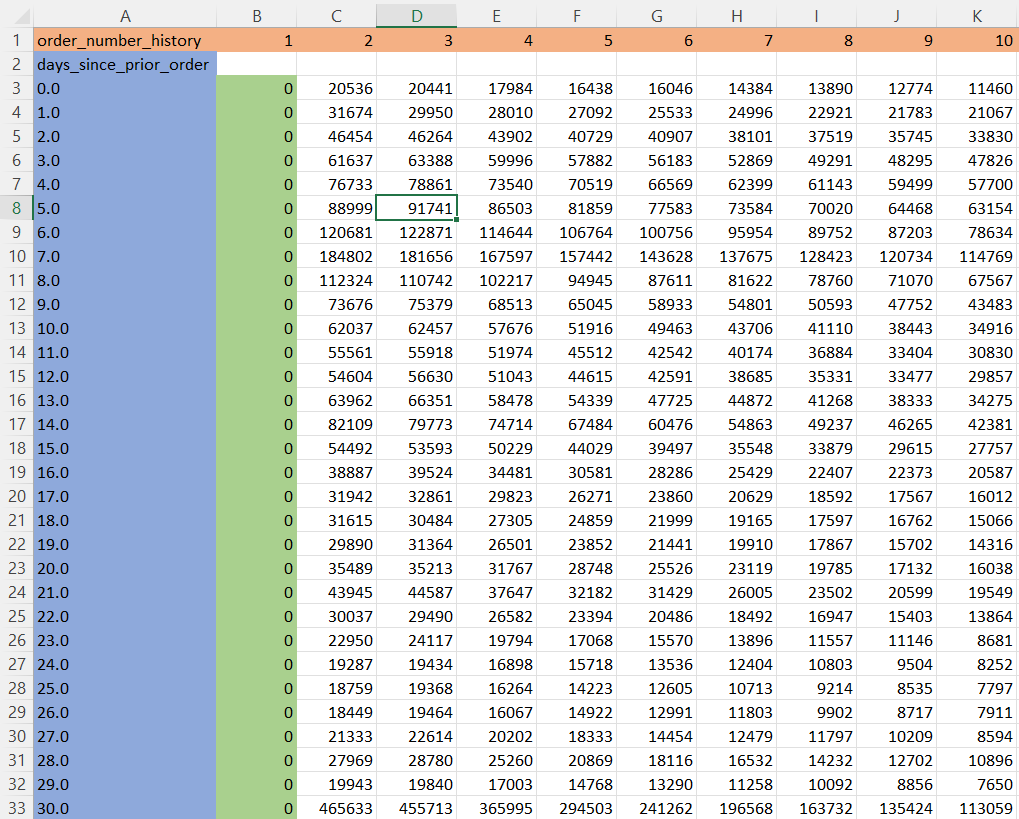 A B C D E F G H I J K
1 order_number_history 1 2 3 4 5 6 7 8 9 10
2 days_since_prior_order
3 0.0 0 20536 20441 17984 16438 16046 14384 13890 12774 11460
4 1.0 0 31674 29950 28010 27092 25533 24996 22921 21783 21067
5 2.0 0 46454 46264 43902 40729 40907 38101 37519 35745 33830
6 3.0 0 61637 63388 59996 57882 56183 52869 49291 48295 47826
7 4.0 0 76733 78861 73540 70519 66569 62399 61143 59499 57700
8 5.0 0 88999 91741 86503 81859 77583 73584 70020 64468 63154
9 6.0 0 120681 122871 114644 106764 100756 95954 89752 87203 78634
10 7.0 0 184802 181656 167597 157442 143628 137675 128423 120734 114769
11 8.0 0 112324 110742 102217 94945 87611 81622 78760 71070 67567
12 9.0 0 73676 75379 68513 65045 58933 54801 50593 47752 43483
13 10.0 0 62037 62457 57676 51916 49463 43706 41110 38443 34916
14 11.0 0 55561 55918 51974 45512 42542 40174 36884 33404 30830
15 12.0 0 54604 56630 51043 44615 42591 38685 35331 33477 29857
16 13.0 0 63962 66351 58478 54339 47725 44872 41268 38333 34275
17 14.0 0 82109 79773 74714 67484 60476 54863 49237 46265 42381
18 15.0 0 54492 53593 50229 44029 39497 35548 33879 29615 27757
19 16.0 0 38887 39524 34481 30581 28286 25429 22407 22373 20587
20 17.0 0 31942 32861 29823 26271 23860 20629 18592 17567 16012
21 18.0 0 31615 30484 27305 24859 21999 19165 17597 16762 15066
22 19.0 0 29890 31364 26501 23852 21441 19910 17867 15702 14316
23 20.0 0 35489 35213 31767 28748 25526 23119 19785 17132 16038
24 21.0 0 43945 44587 37647 32182 31429 26005 23502 20599 19549
25 22.0 0 30037 29490 26582 23394 20486 18492 16947 15403 13864
26 23.0 0 22950 24117 19794 17068 15570 13896 11557 11146 8681
27 24.0 0 19287 19434 16898 15718 13536 12404 10803 9504 8252
28 25.0 0 18759 19368 16264 14223 12605 10713 9214 8535 7797
29 26.0 0 18449 19464 16067 14922 12991 11803 9902 8717 7911
30 27.0 0 21333 22614 20202 18333 14454 12479 11797 10209 8594
31 28.0 0 27969 28780 25260 20869 18116 16532 14232 12702 10896
32 29.0 0 19943 19840 17003 14768 13290 11258 10092 8856 7650
33 30.0 0 465633 455713 365995 294503 241262 196568 163732 135424 113059